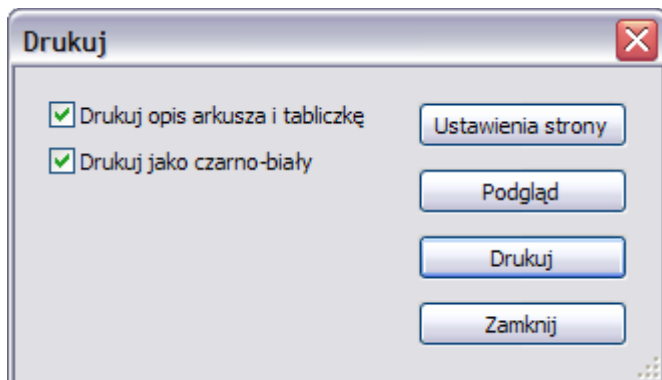 Drukuj
Drukuj opis arkusza i tabliczkę
Drukuj jako czarno-biały
Ustawienia strony
Podgląd
Drukuj
Zamknij